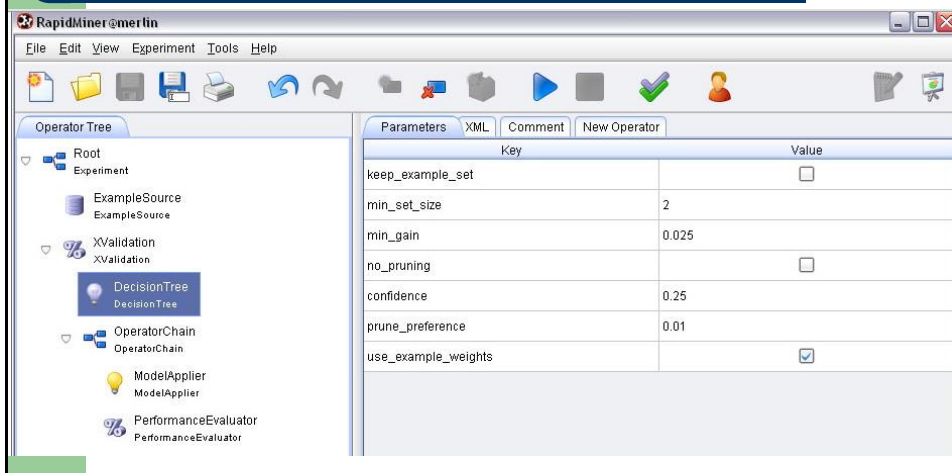 RapidMiner@merlin
File Edit View Experiment Tools Help
Operator Tree
Root
Experiment
ExampleSource
ExampleSource
XValidation
XValidation
DecisionTree
DecisionTree
OperatorChain
OperatorChain
ModelApplier
ModelApplier
PerformanceEvaluator
PerformanceEvaluator
Parameters XML Comment New Operator
Key Value
keep_example_set
min_set_size 2
min_gain 0.025
no_pruning
confidence 0.25
prune_preference 0.01
use_example_weights